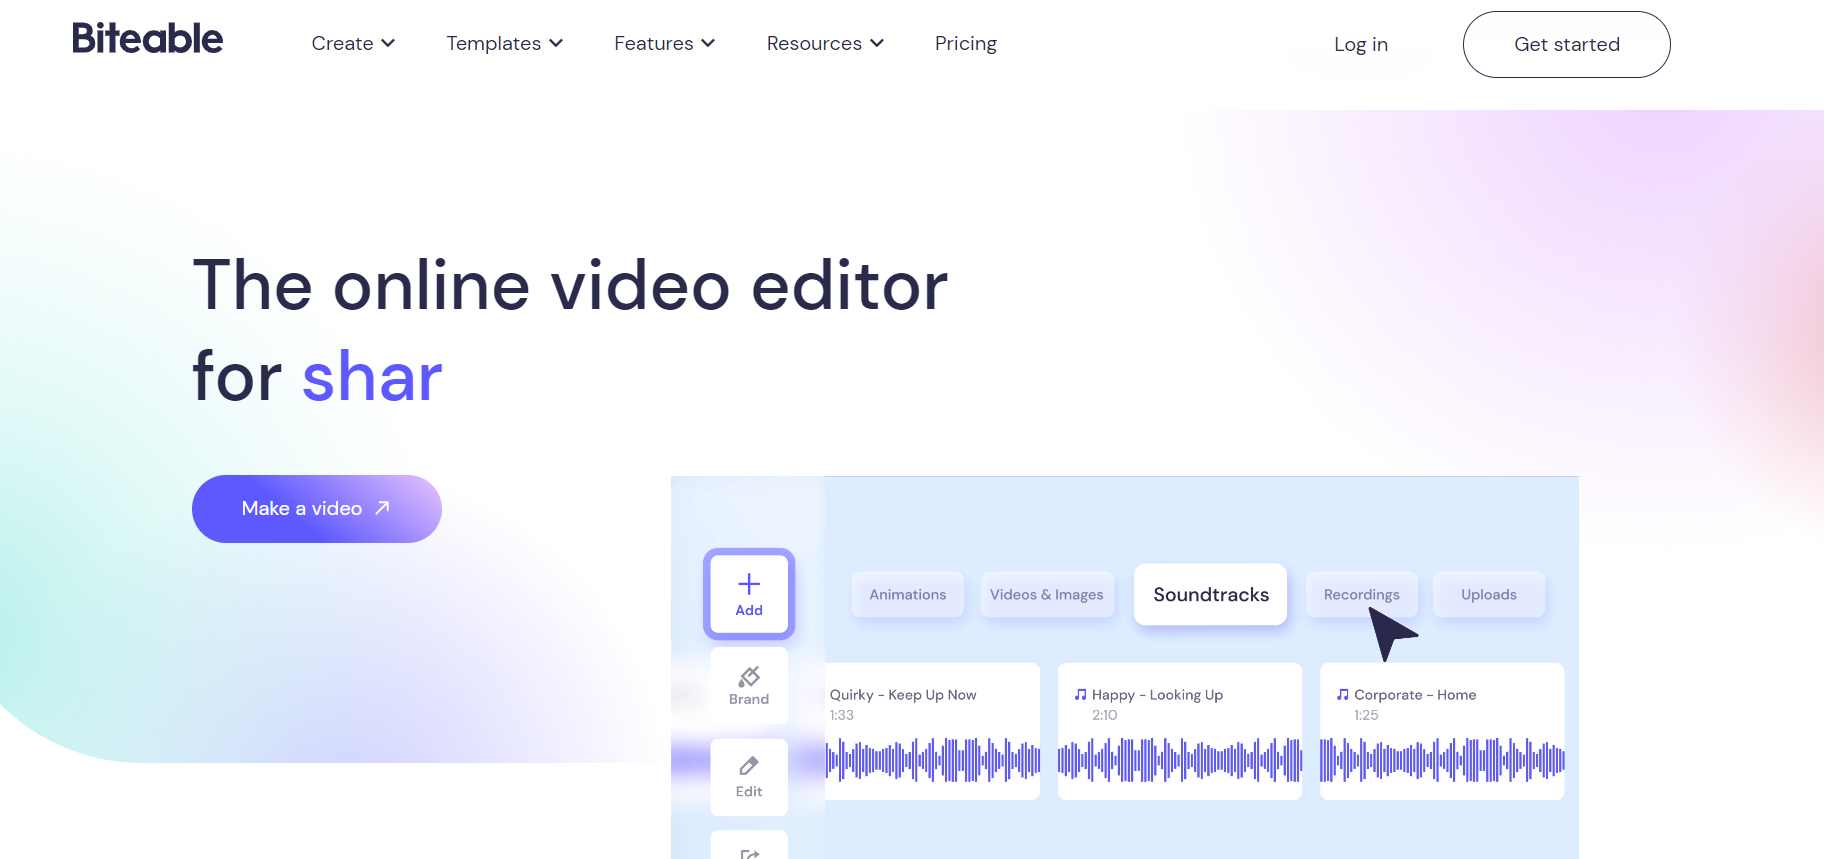 Biteable
Create
Templates
Features
Resources
Pricing
Log in
Get started
The online video editor
for shar
Make a video
Add
Brand
Edit
Animations
Videos & Images
Soundtracks
Recordings
Uploads
Quirky - Keep Up Now
1:33
Happy - Looking Up
2:10
Corporate - Home
1:25